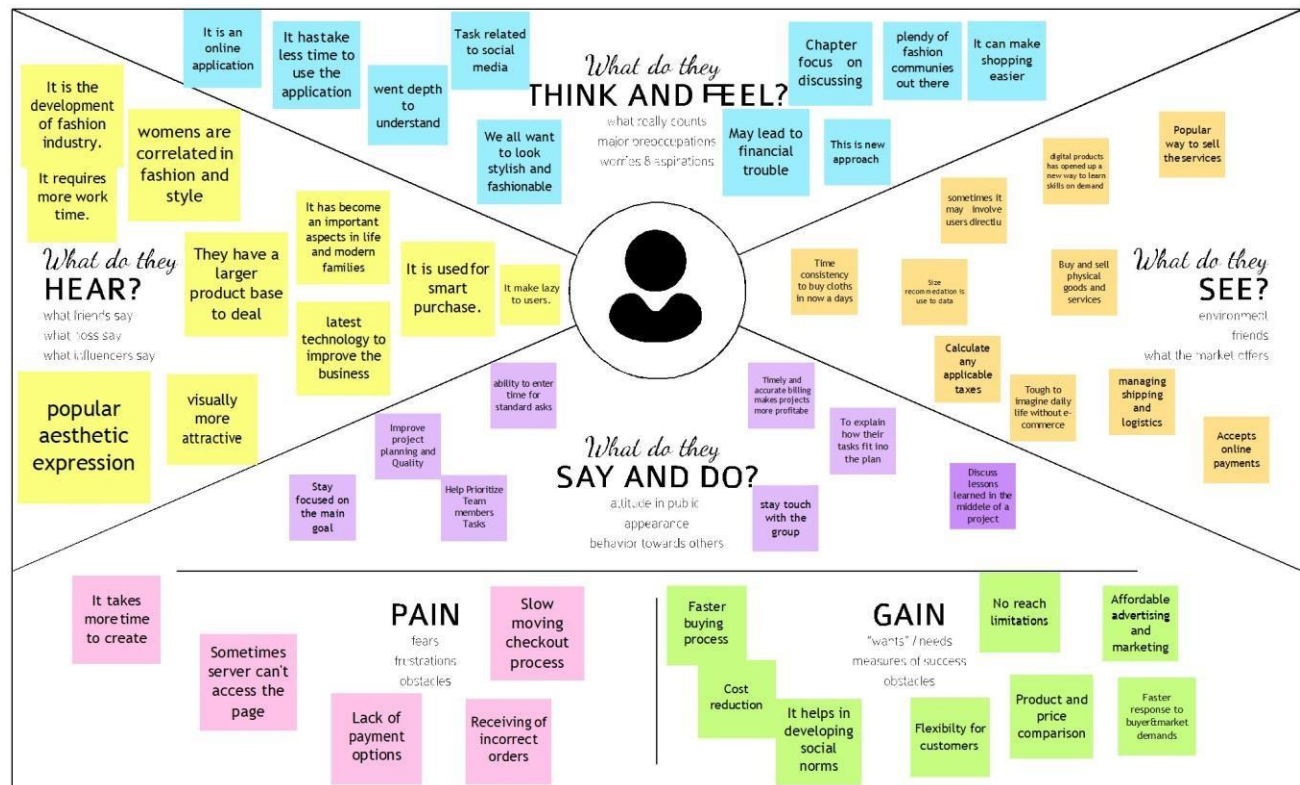 It is an
online
application
It has take
less time to
use the
application
went depth
to
understand
Task related
to social
media
We all want
to look
stylish and
fashionable
What do they
THINK AND FEEL?
what really counts
major preoccupations
worries & aspirations
Chapter
focus on
discussing
plendy of
fashion
communies
out there
It can make
shopping
easier
May lead to
financial
trouble
This is new
approach
It is the
development
of fashion
industry.
It requires
more work
time.
womens are
correlated in
fashion and
style
What do they
HEAR?
what friends say
what boss say
what influencers say
They have a
larger
product base
to deal
It has become
an important
aspects in life
and modern
families
It is used for
smart
purchase.
It make lazy
to users.
latest
technology to
improve the
business
popular
aesthetic
expression
visually
more
attractive
Popular
way to sell
the services
digital products
has opened up a
new way to learn
skills on demand
sometimes it
may involve
users directlu
Time
consistency
to buy cloths
in now a days
Size
recommedation is
use to data
Buy and sell
physical
goods and
services
What do they
SEE?
environment
friends
what the market offers
Calculate
any
applicable
taxes
Tough to
imagine daily
life without e-
commerce
managing
shipping
and
logistics
Accepts
online
payments
ability to enter
time for
standard asks
Improve
project
planning and
Quality
Stay
focused on
the main
goal
Help Prioritize
Team
members
Tasks
What do they
SAY AND DO?
attitude in public
appearance
behavior towards others
Timely and
accurate billing
makes projects
more profitabe
To explain
how their
tasks fit ino
the plan
stay touch
with the
group
Discuss
lessons
learned in the
middele of a
project
It takes
more time
to create
Sometimes
server can't
access the
page
PAIN
fears
frustrations
obstacles
Slow
moving
checkout
process
Lack of
payment
options
Receiving of
incorrect
orders
Faster
buying
process
Cost
reduction
It helps in
developing
social
norms
GAIN
"wants" / needs
measures of success
obstacles
No reach
limitations
Affordable
advertising
and
marketing
Flexibilty for
customers
Product and
price
comparison
Faster
response to
buyer&market
demands